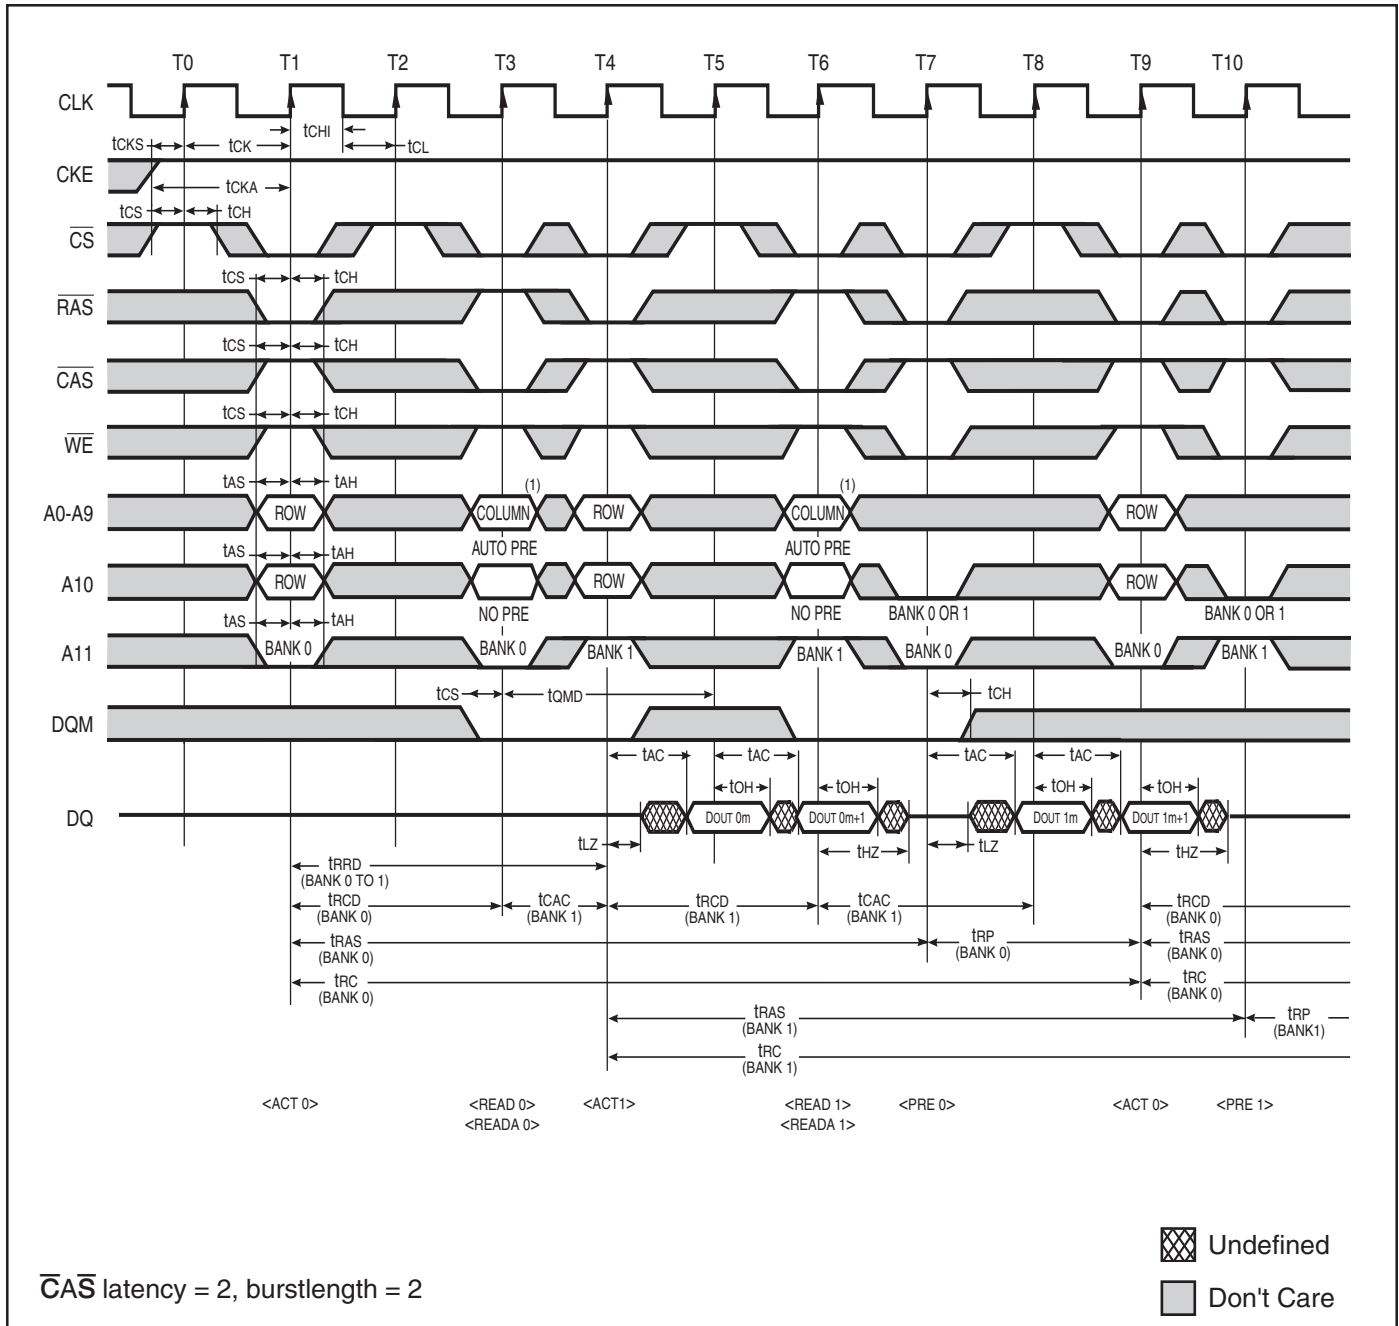 T0 T1 T2 T3 T4 T5 T6 T7 T8 T9 T10
CLK
tCHI
tCKS tCK tCL
CKE
tCKA
tCS tCH
CS
tCS tCH
RAS
tCS tCH
CAS
tCS tCH
WE
tAS tAH (1) (1)
A0-A9 ROW COLUMN ROW COLUMN ROW
AUTO PRE AUTO PRE
tAS tAH
A10 ROW ROW ROW
NO PRE NO PRE BANK 0 OR 1 BANK 0 OR 1
tAS tAH
A11 BANK 0 BANK 0 BANK 1 BANK 1 BANK 0 BANK 0 BANK 1
tCS tQMD tCH
DQM
tAC tAC tAC tAC
tOH tOH tOH tOH
DQ DOUT 0m DOUT 0m+1 DOUT 1m DOUT 1m+1
tLZ tHZ tLZ tHZ
tRRD
(BANK 0 TO 1)
tRCD tCAC tRCD tCAC tRCD
(BANK 0) (BANK 1) (BANK 1) (BANK 1) (BANK 0)
tRAS tRP tRAS
(BANK 0) (BANK 0) (BANK 0)
tRC tRC
(BANK 0) (BANK 0)
tRAS tRP
(BANK 1) (BANK1)
tRC
(BANK 1)
<ACT 0> <READ 0> <ACT1> <READ 1> <PRE 0> <ACT 0> <PRE 1>
<READA 0> <READA 1>
Undefined
CAS latency = 2, burstlength = 2
Don't Care